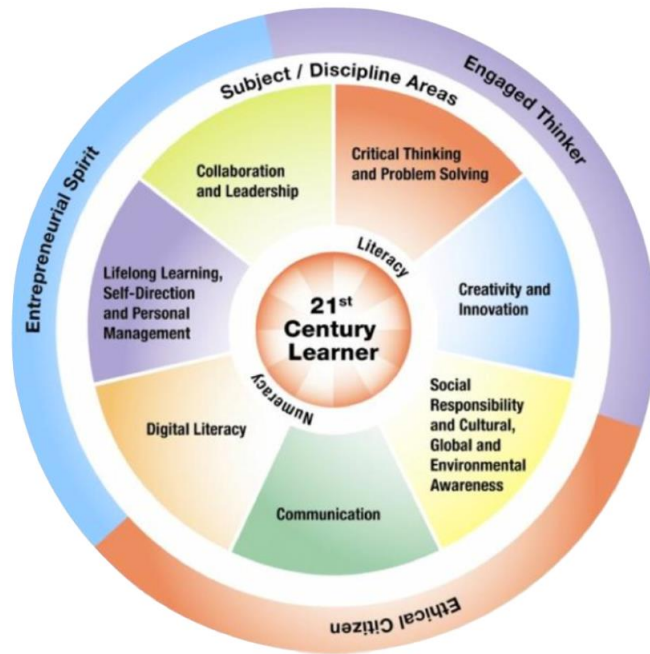 Engaged Thinker
Entrepreneurial Spirit
Ethical Citizen
Subject / Discipline Areas
Critical Thinking
and Problem Solving
Creativity and
Innovation
Social
Responsibility
and Cultural,
Global and
Environmental
Awareness
Communication
Digital Literacy
Lifelong Learning,
Self-Direction
and Personal
Management
Collaboration
and Leadership
Literacy
21st
Century
Learner
Numeracy